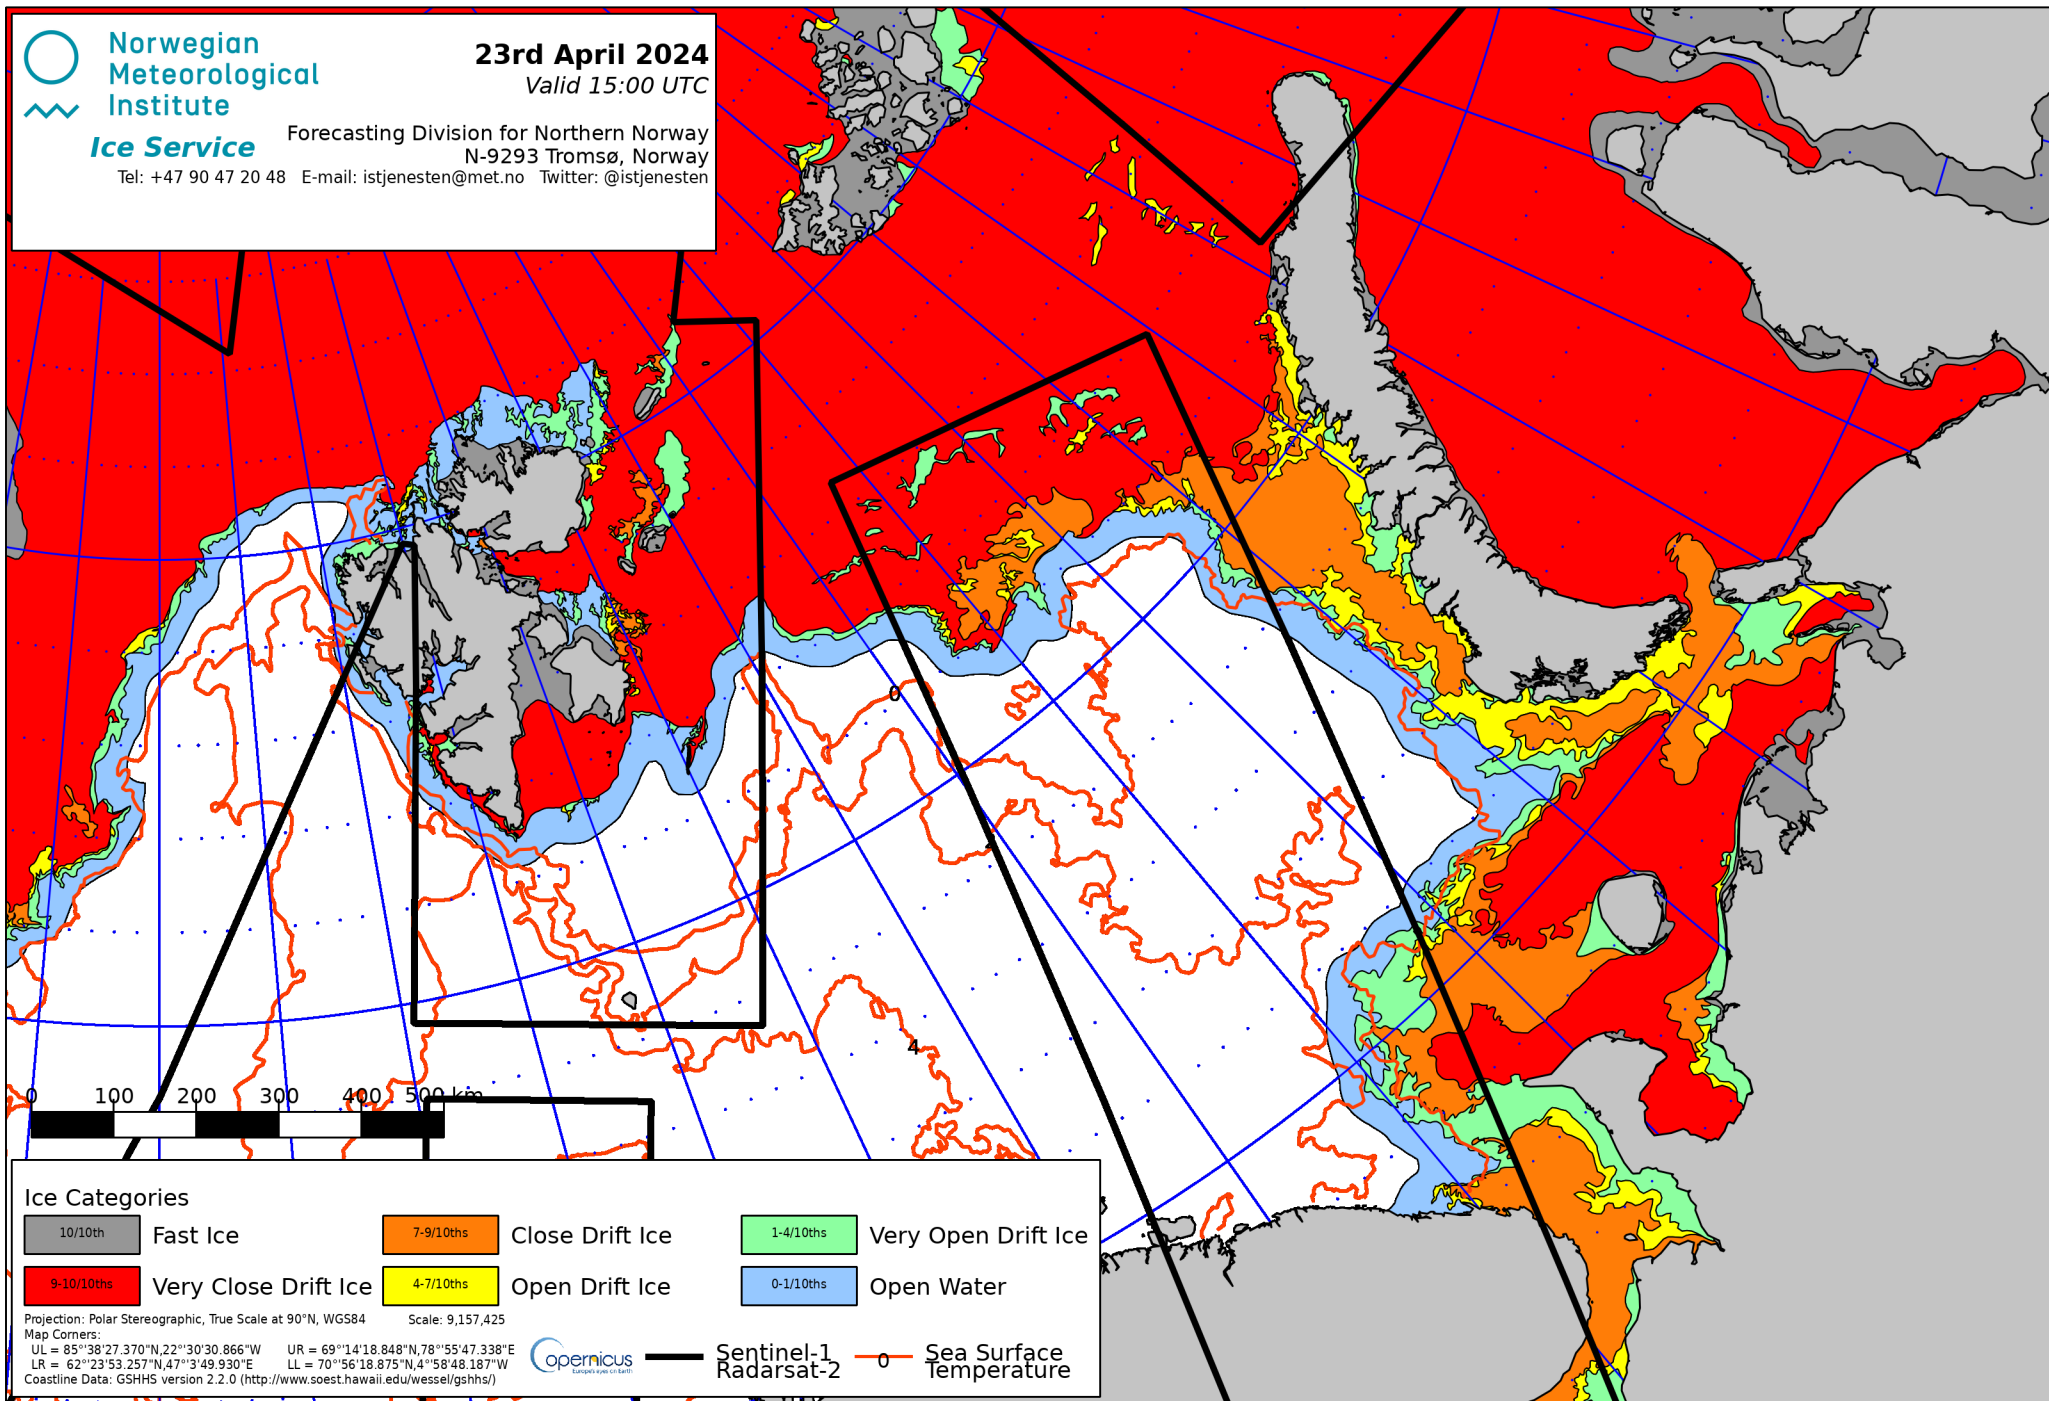 Norwegian
Meteorological
Institute
Ice Service
23rd April 2024
Valid 15:00 UTC
Forecasting Division for Northern Norway
N-9293 Tromsø, Norway
Tel: +47 90 47 20 48 E-mail: istjenesten@met.no Twitter: @istjenesten
0
4
0 100 200 300 400 500 km
Ice Categories
10/10th Fast Ice
7-9/10ths Close Drift Ice
1-4/10ths Very Open Drift Ice
9-10/10ths Very Close Drift Ice
4-7/10ths Open Drift Ice
0-1/10ths Open Water
Projection: Polar Stereographic, True Scale at 90°N, WGS84 Scale: 9,157,425
Map Corners:
UL = 85°'38'27.370"N,22°'30'30.866"W UR = 69°'14'18.848"N,78°'55'47.338"E
LR = 62°'23'53.257"N,47°'3'49.930"E LL = 70°'56'18.875"N,4°'58'48.187"W
Coastline Data: GSHHS version 2.2.0 (http://www.soest.hawaii.edu/wessel/gshhs/)
Copernicus
Europe's eyes on Earth
Sentinel-1
Radarsat-2
0
Sea Surface
Temperature